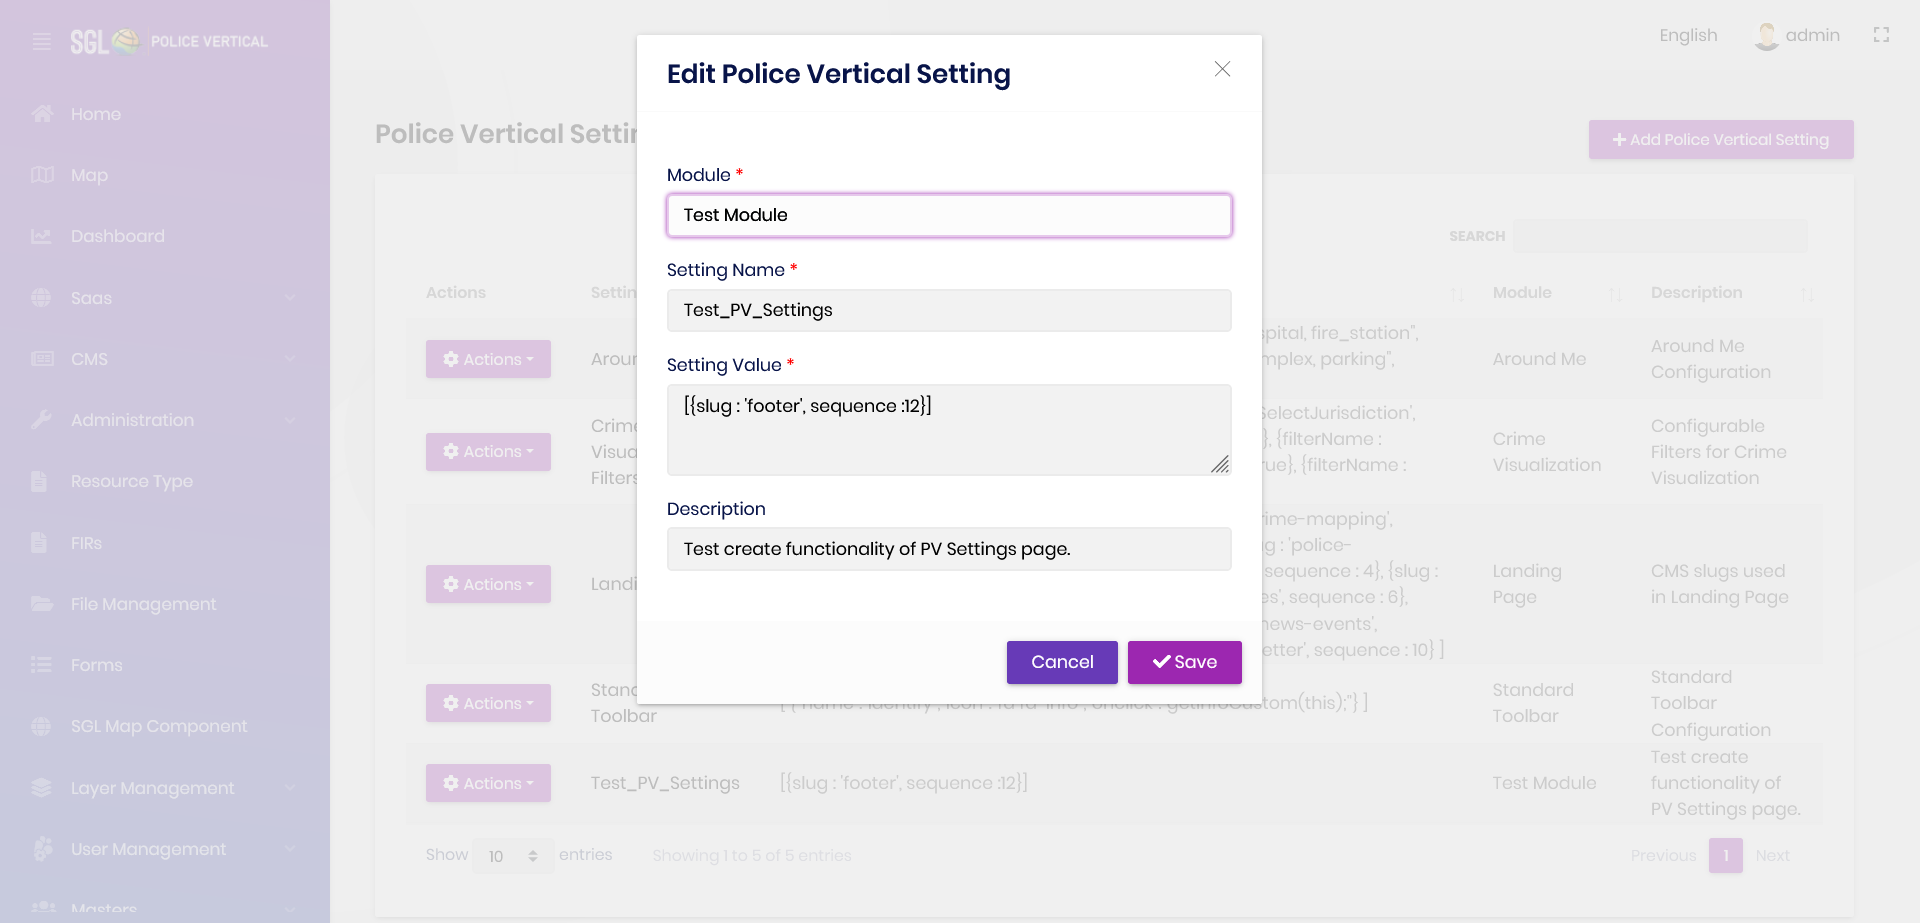 SGL POLICE VERTICAL
Home
Map
Dashboard
Saas
CMS
Administration
Resource Type
FIRs
File Management
Forms
SGL Map Component
Layer Management
User Management
Masters
English
admin
Police Vertical Settin
+ Add Police Vertical Setting
SEARCH
Edit Police Vertical Setting
Module *
Test Module
Setting Name *
Test_PV_Settings
Setting Value *
[{slug : 'footer', sequence :12}]
Description
Test create functionality of PV Settings page.
Cancel
Save
Actions
Settin
Module
Description
Actions
Arour
spital, fire_station",
mplex, parking",
Around Me
Around Me
Configuration
Actions
Crime
Visua
Filters
'SelectJurisdiction'
}, {filterName :
rue}, {filterName :
Crime
Visualization
Configurable
Filters for Crime
Visualization
Actions
Landi
rime-mapping',
g : 'police-
sequence : 4}, {slug :
es', sequence : 6},
news-events',
etter', sequence : 10} ]
Landing
Page
CMS slugs used
in Landing Page
Actions
Stand
Toolbar
tom(this);"} ]
Standard
Toolbar
Standard
Toolbar
Configuration
Actions
Test_PV_Settings
[{slug : 'footer', sequence :12}]
Test Module
Test create
functionality of
PV Settings page.
Show 10 entries
Showing 1 to 5 of 5 entries
Previous 1 Next